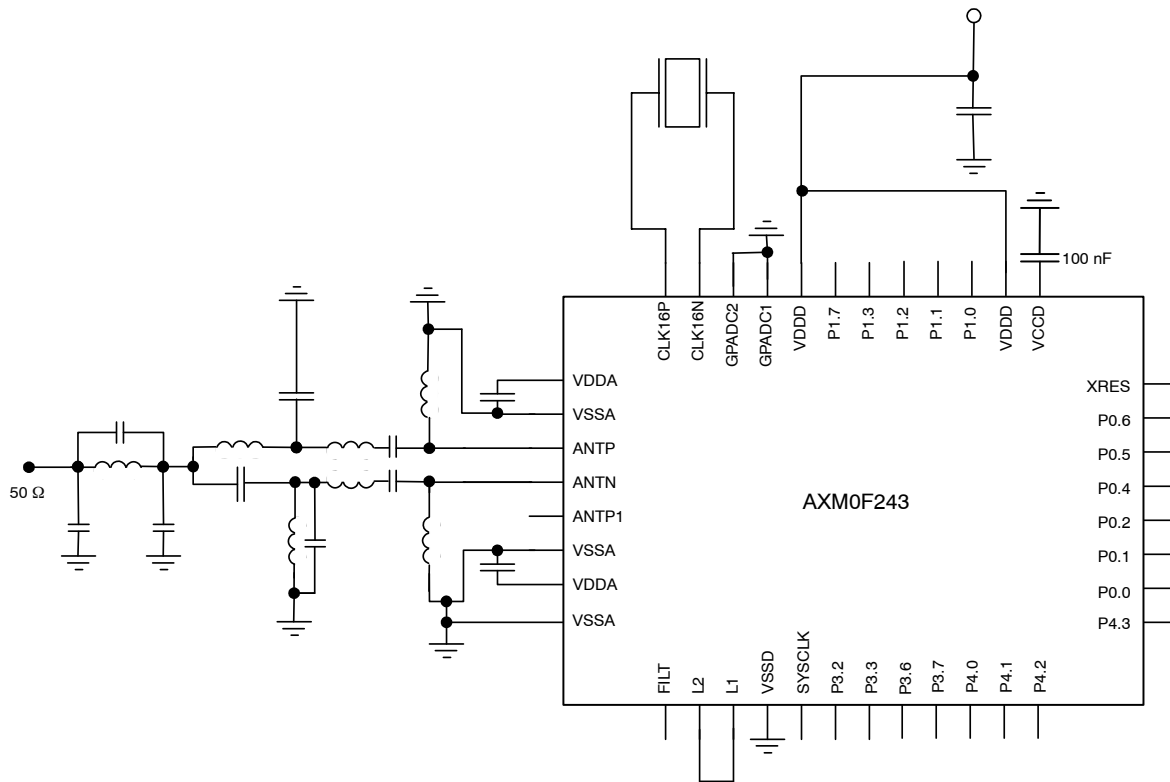 100 nF
CLK16P
CLK16N
GPADC2
GPADC1
VDDD
P1.7
P1.3
P1.2
P1.1
P1.0
VDDD
VCCD
VDDA
VSSA
ANTP
ANTN
ANTP1
VSSA
VDDA
VSSA
50 Ω
AXM0F243
XRES
P0.6
P0.5
P0.4
P0.2
P0.1
P0.0
P4.3
FILT
L2
L1
VSSD
SYSCLK
P3.2
P3.3
P3.6
P3.7
P4.0
P4.1
P4.2